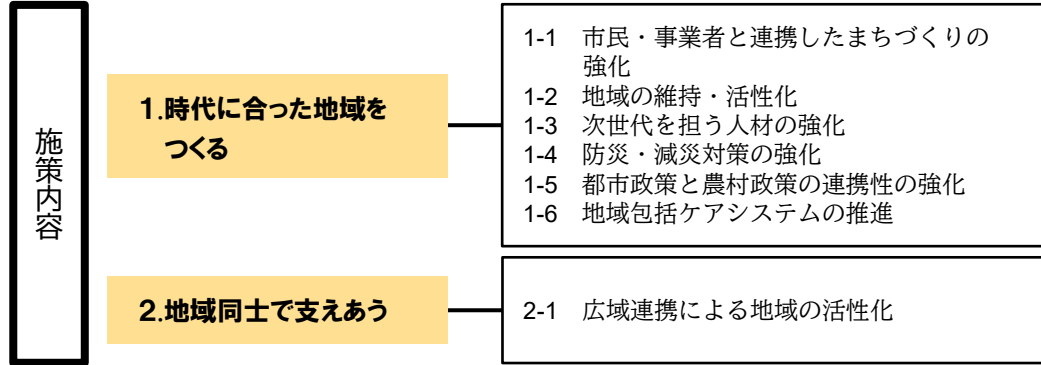 施策内容
1.時代に合った地域を
つくる
1-1 市民・事業者と連携したまちづくりの
強化
1-2 地域の維持・活性化
1-3 次世代を担う人材の強化
1-4 防災・減災対策の強化
1-5 都市政策と農村政策の連携性の強化
1-6 地域包括ケアシステムの推進
2.地域同士で支えあう
2-1 広域連携による地域の活性化